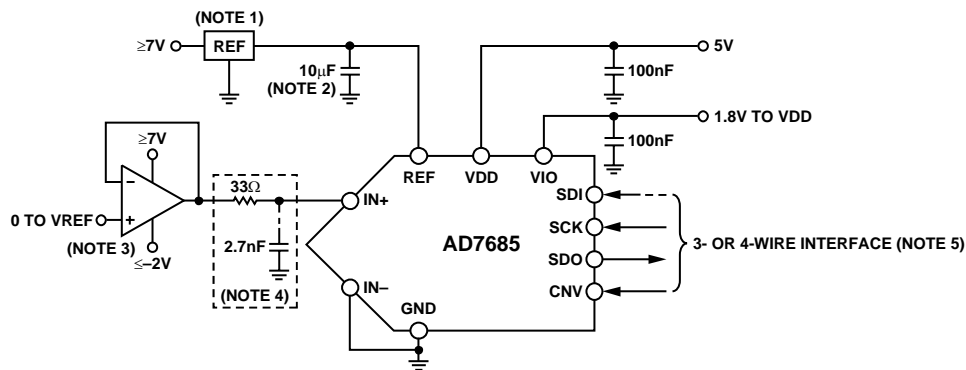 (NOTE 1)
≥7V
REF
10μF
(NOTE 2)
5V
100nF
1.8V TO VDD
100nF
≥7V
REF
VDD
VIO
33Ω
IN+
SDI
–
+
0 TO VREF
(NOTE 3)
≤–2V
2.7nF
(NOTE 4)
SCK
AD7685
3- OR 4-WIRE INTERFACE (NOTE 5)
SDO
IN–
CNV
GND